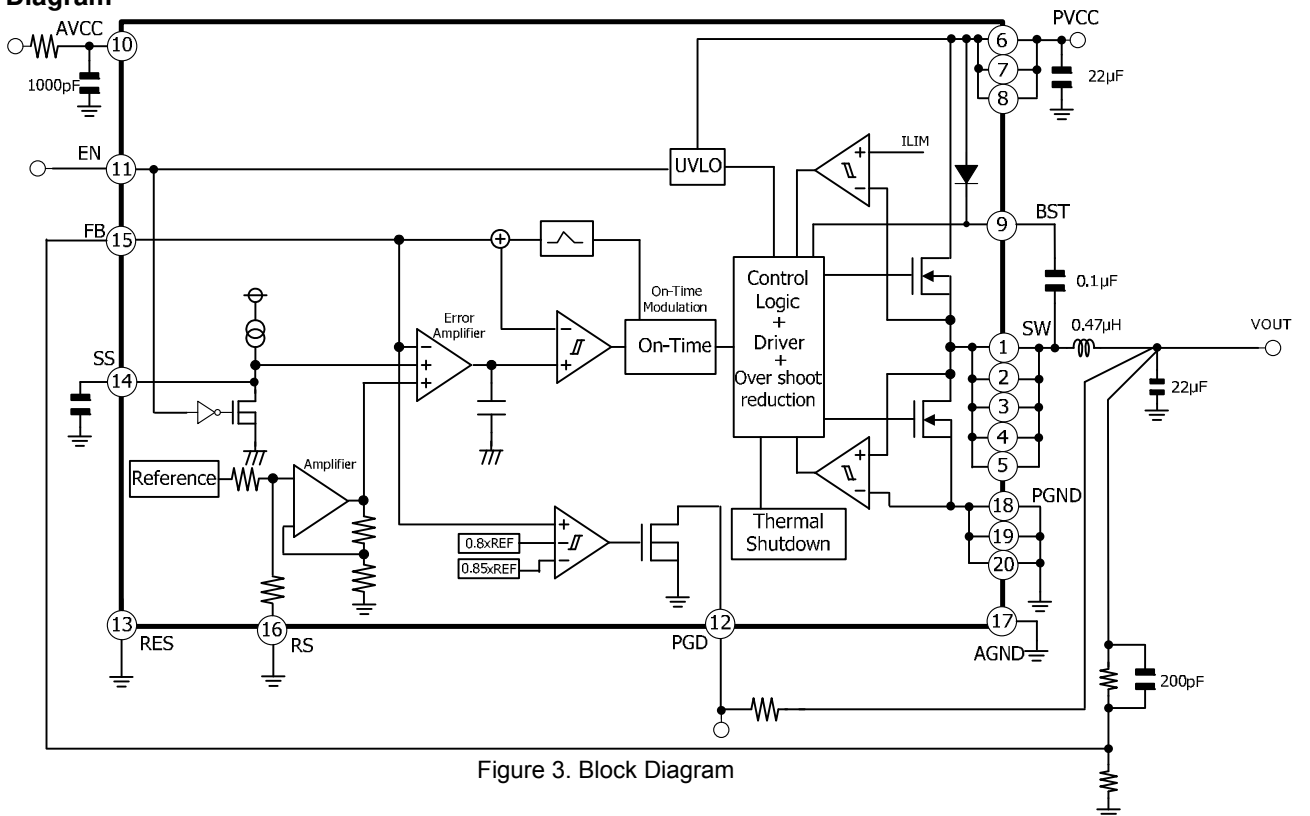 Diagram
AVCC
10
1000pF
PVCC
6
7
8
22µF
EN
11
UVLO
ILIM
+
−
FB
15
+
BST
9
0.1µF
On-Time
Modulation
On-Time
Error
Amplifier
−
+
+
−
+
Control
Logic
+
Driver
+
Over shoot
reduction
SS
14
SW
0.47µH
VOUT
1
2
3
4
5
22µF
Reference
Amplifier
+
−
PGND
18
19
20
Thermal
Shutdown
0.8xREF
0.85xREF
+
−
−
13
RES
16
RS
PGD
12
17
AGND
200pF
Figure 3. Block Diagram